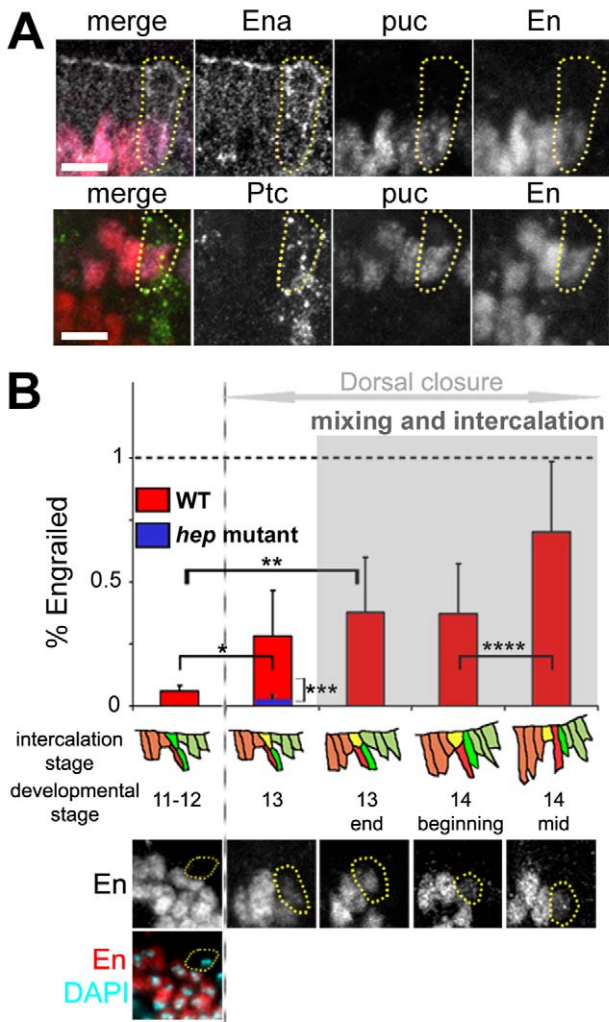 A
merge Ena puc En
merge Ptc puc En
B
Dorsal closure
mixing and intercalation
% Engrailed
1
0.5
0
WT
hep mutant
**
*
***
****
intercalation
stage
developmental
stage
11-12 13 13 14 14
end beginning mid
En
En
DAPI